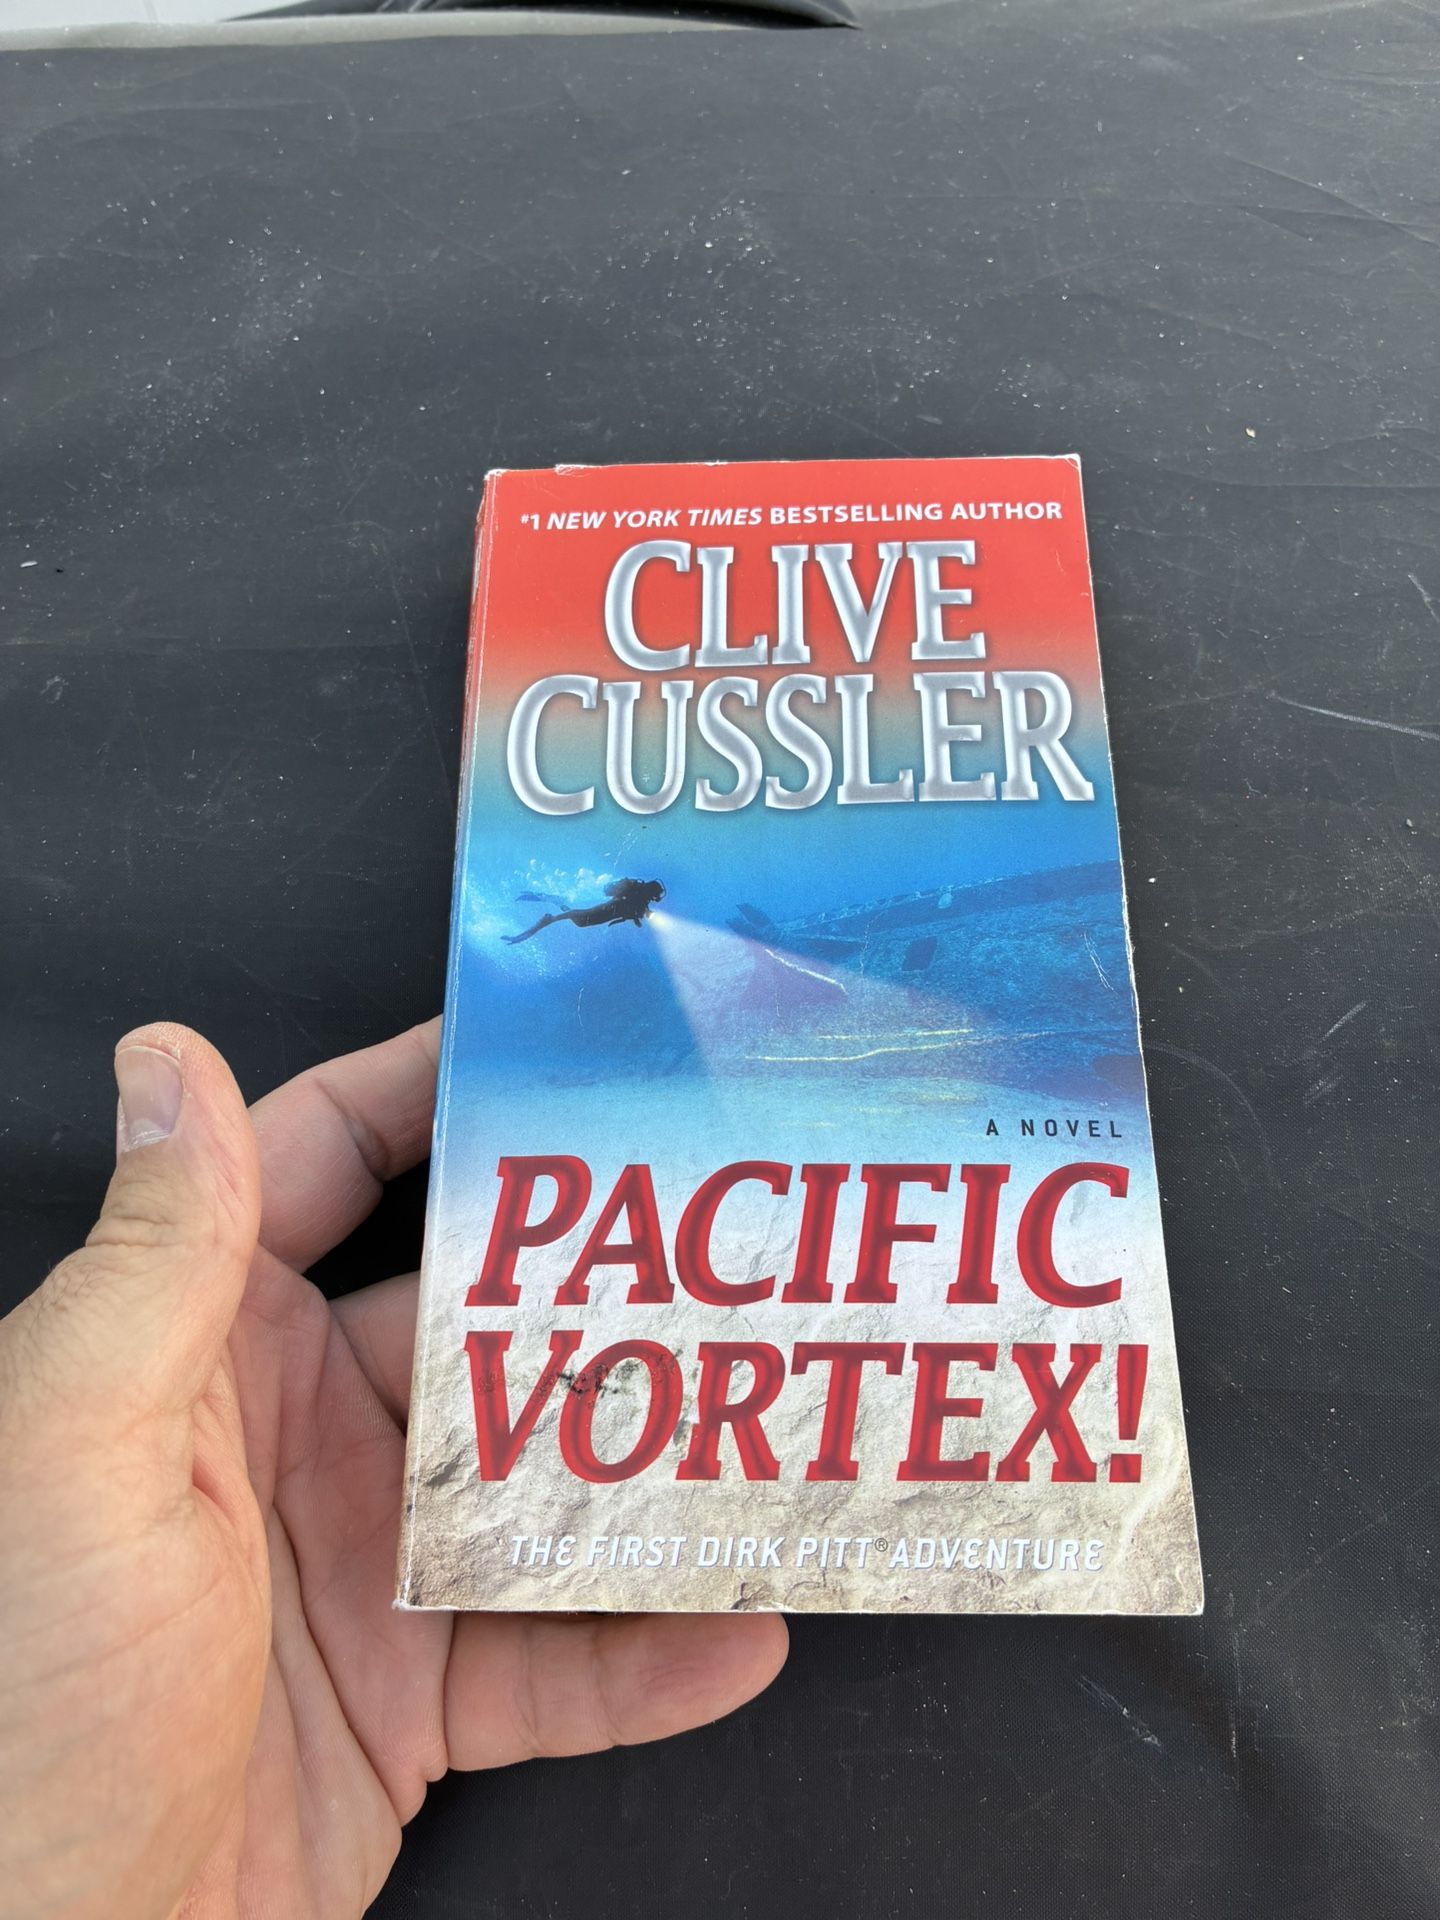 #1 NEW YORK TIMES BESTSELLING AUTHOR
CLIVE
CUSSLER
A NOVEL
PACIFIC
VORTEX!
THE FIRST DIRK PITT® ADVENTURE